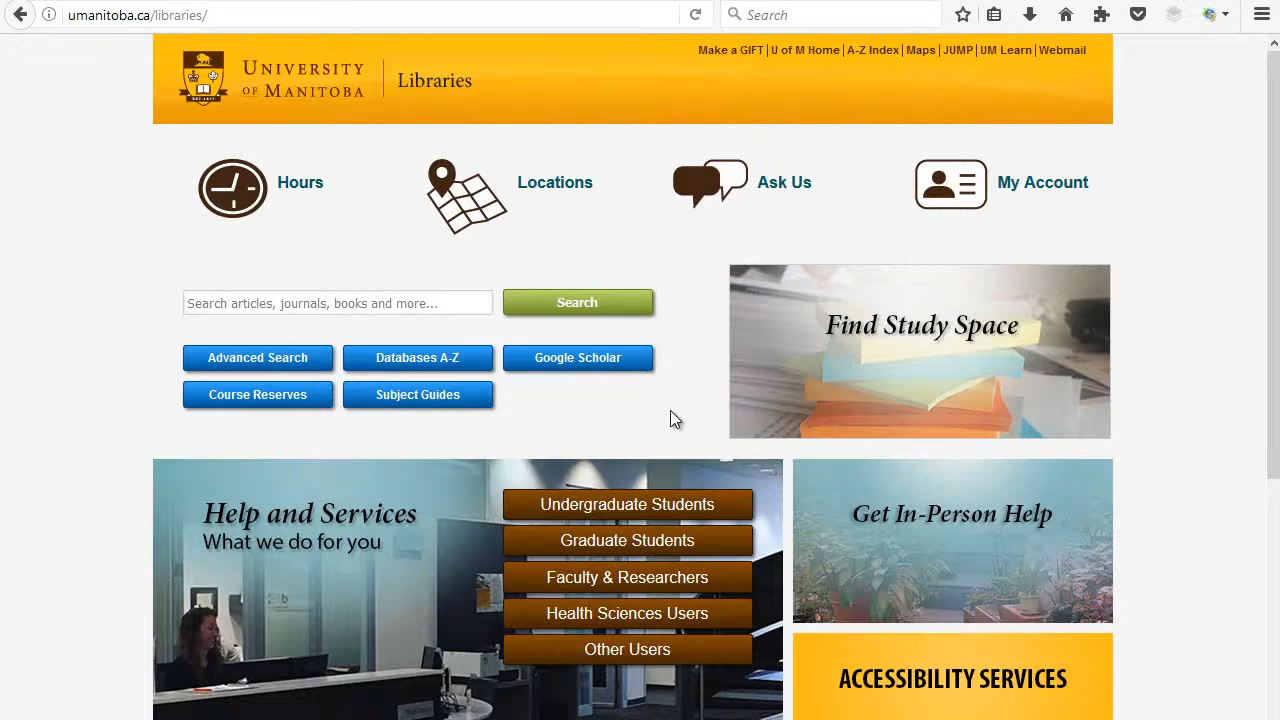 umanitoba.ca/libraries/
Search
Make a GIFT | U of M Home | A-Z Index | Maps | JUMP | UM Learn | Webmail
UNIVERSITY
OF MANITOBA
Libraries
Hours
Locations
Ask Us
My Account
Search articles, journals, books and more...
Search
Find Study Space
Advanced Search
Databases A-Z
Google Scholar
Course Reserves
Subject Guides
Help and Services
What we do for you
Undergraduate Students
Graduate Students
Faculty & Researchers
Health Sciences Users
Other Users
Get In-Person Help
ACCESSIBILITY SERVICES